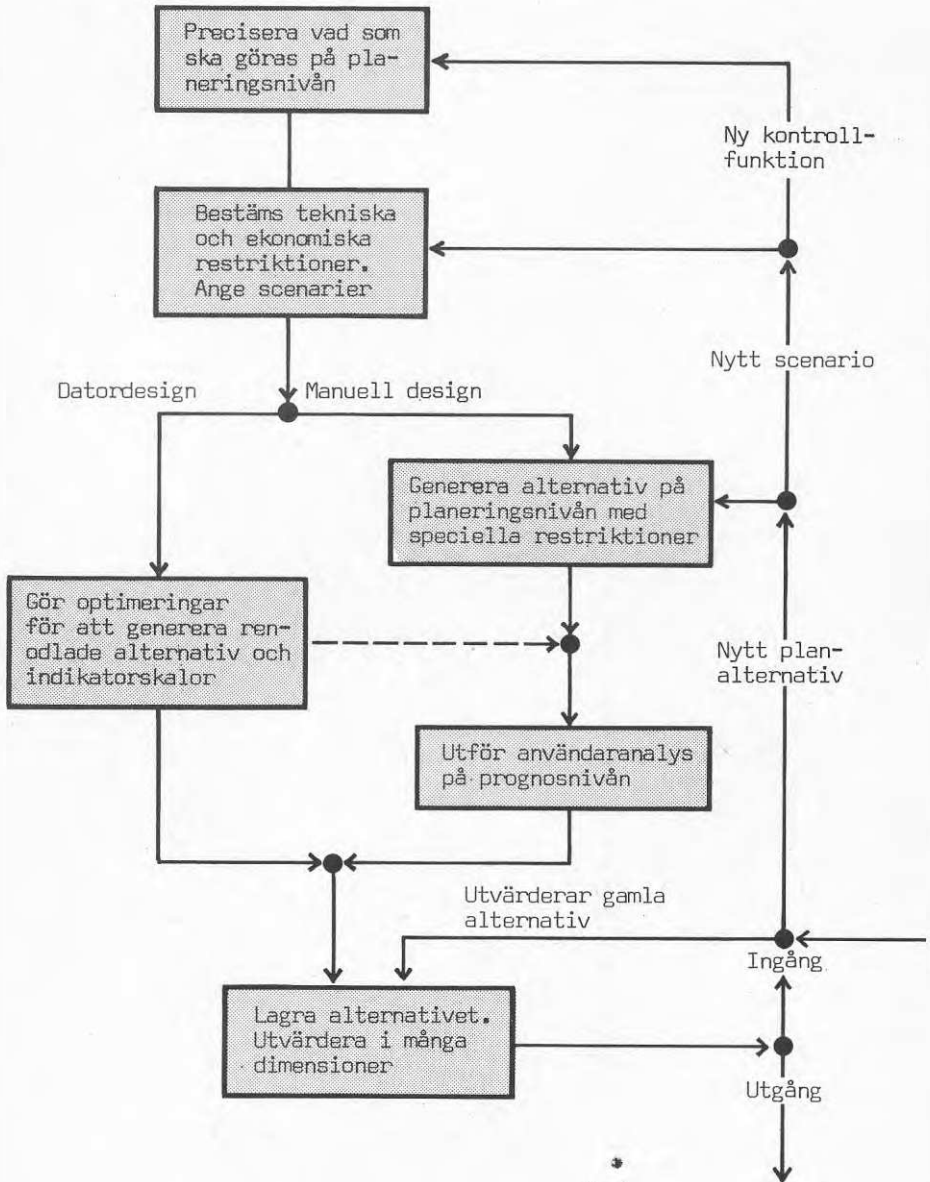 Precisera vad som
ska göras på pla-
neringsnivån
Ny kontroll-
funktion
Bestäms tekniska
och ekonomiska
restriktioner.
Ange scenarier
Nytt scenario
Datordesign
Manuell design
Generera alternativ på
planeringsnivån med
speciella restriktioner
Gör optimeringar
för att generera ren-
odlade alternativ och
indikatorskalor
Nytt plan-
alternativ
Utför användaranalys
på prognosnivån
Utvärderar gamla
alternativ
Ingång
Lagra alternativet.
Utvärdera i många
dimensioner
Utgång